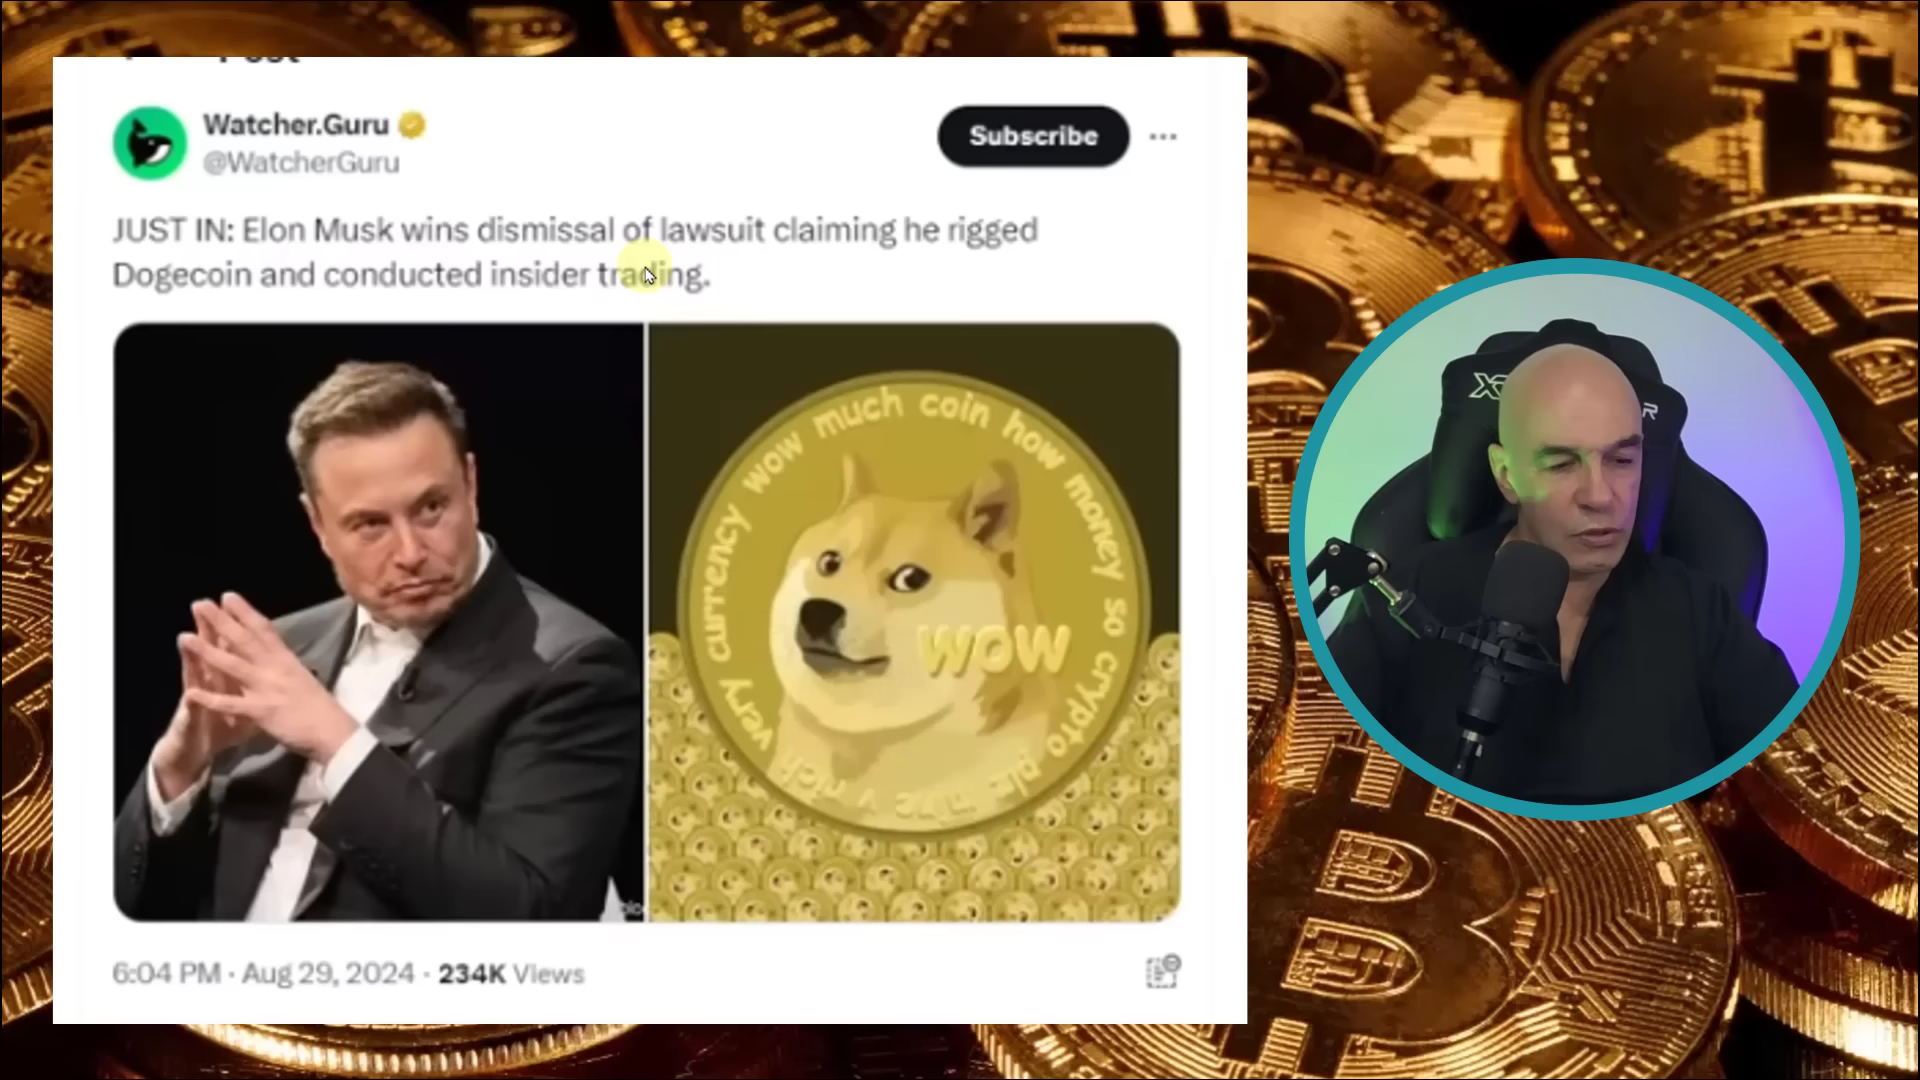 Watcher.Guru
@WatcherGuru
Subscribe
JUST IN: Elon Musk wins dismissal of lawsuit claiming he rigged
Dogecoin and conducted insider trading.
very currency wow much coin how money so crypto
wow
6:04 PM · Aug 29, 2024 · 234K Views